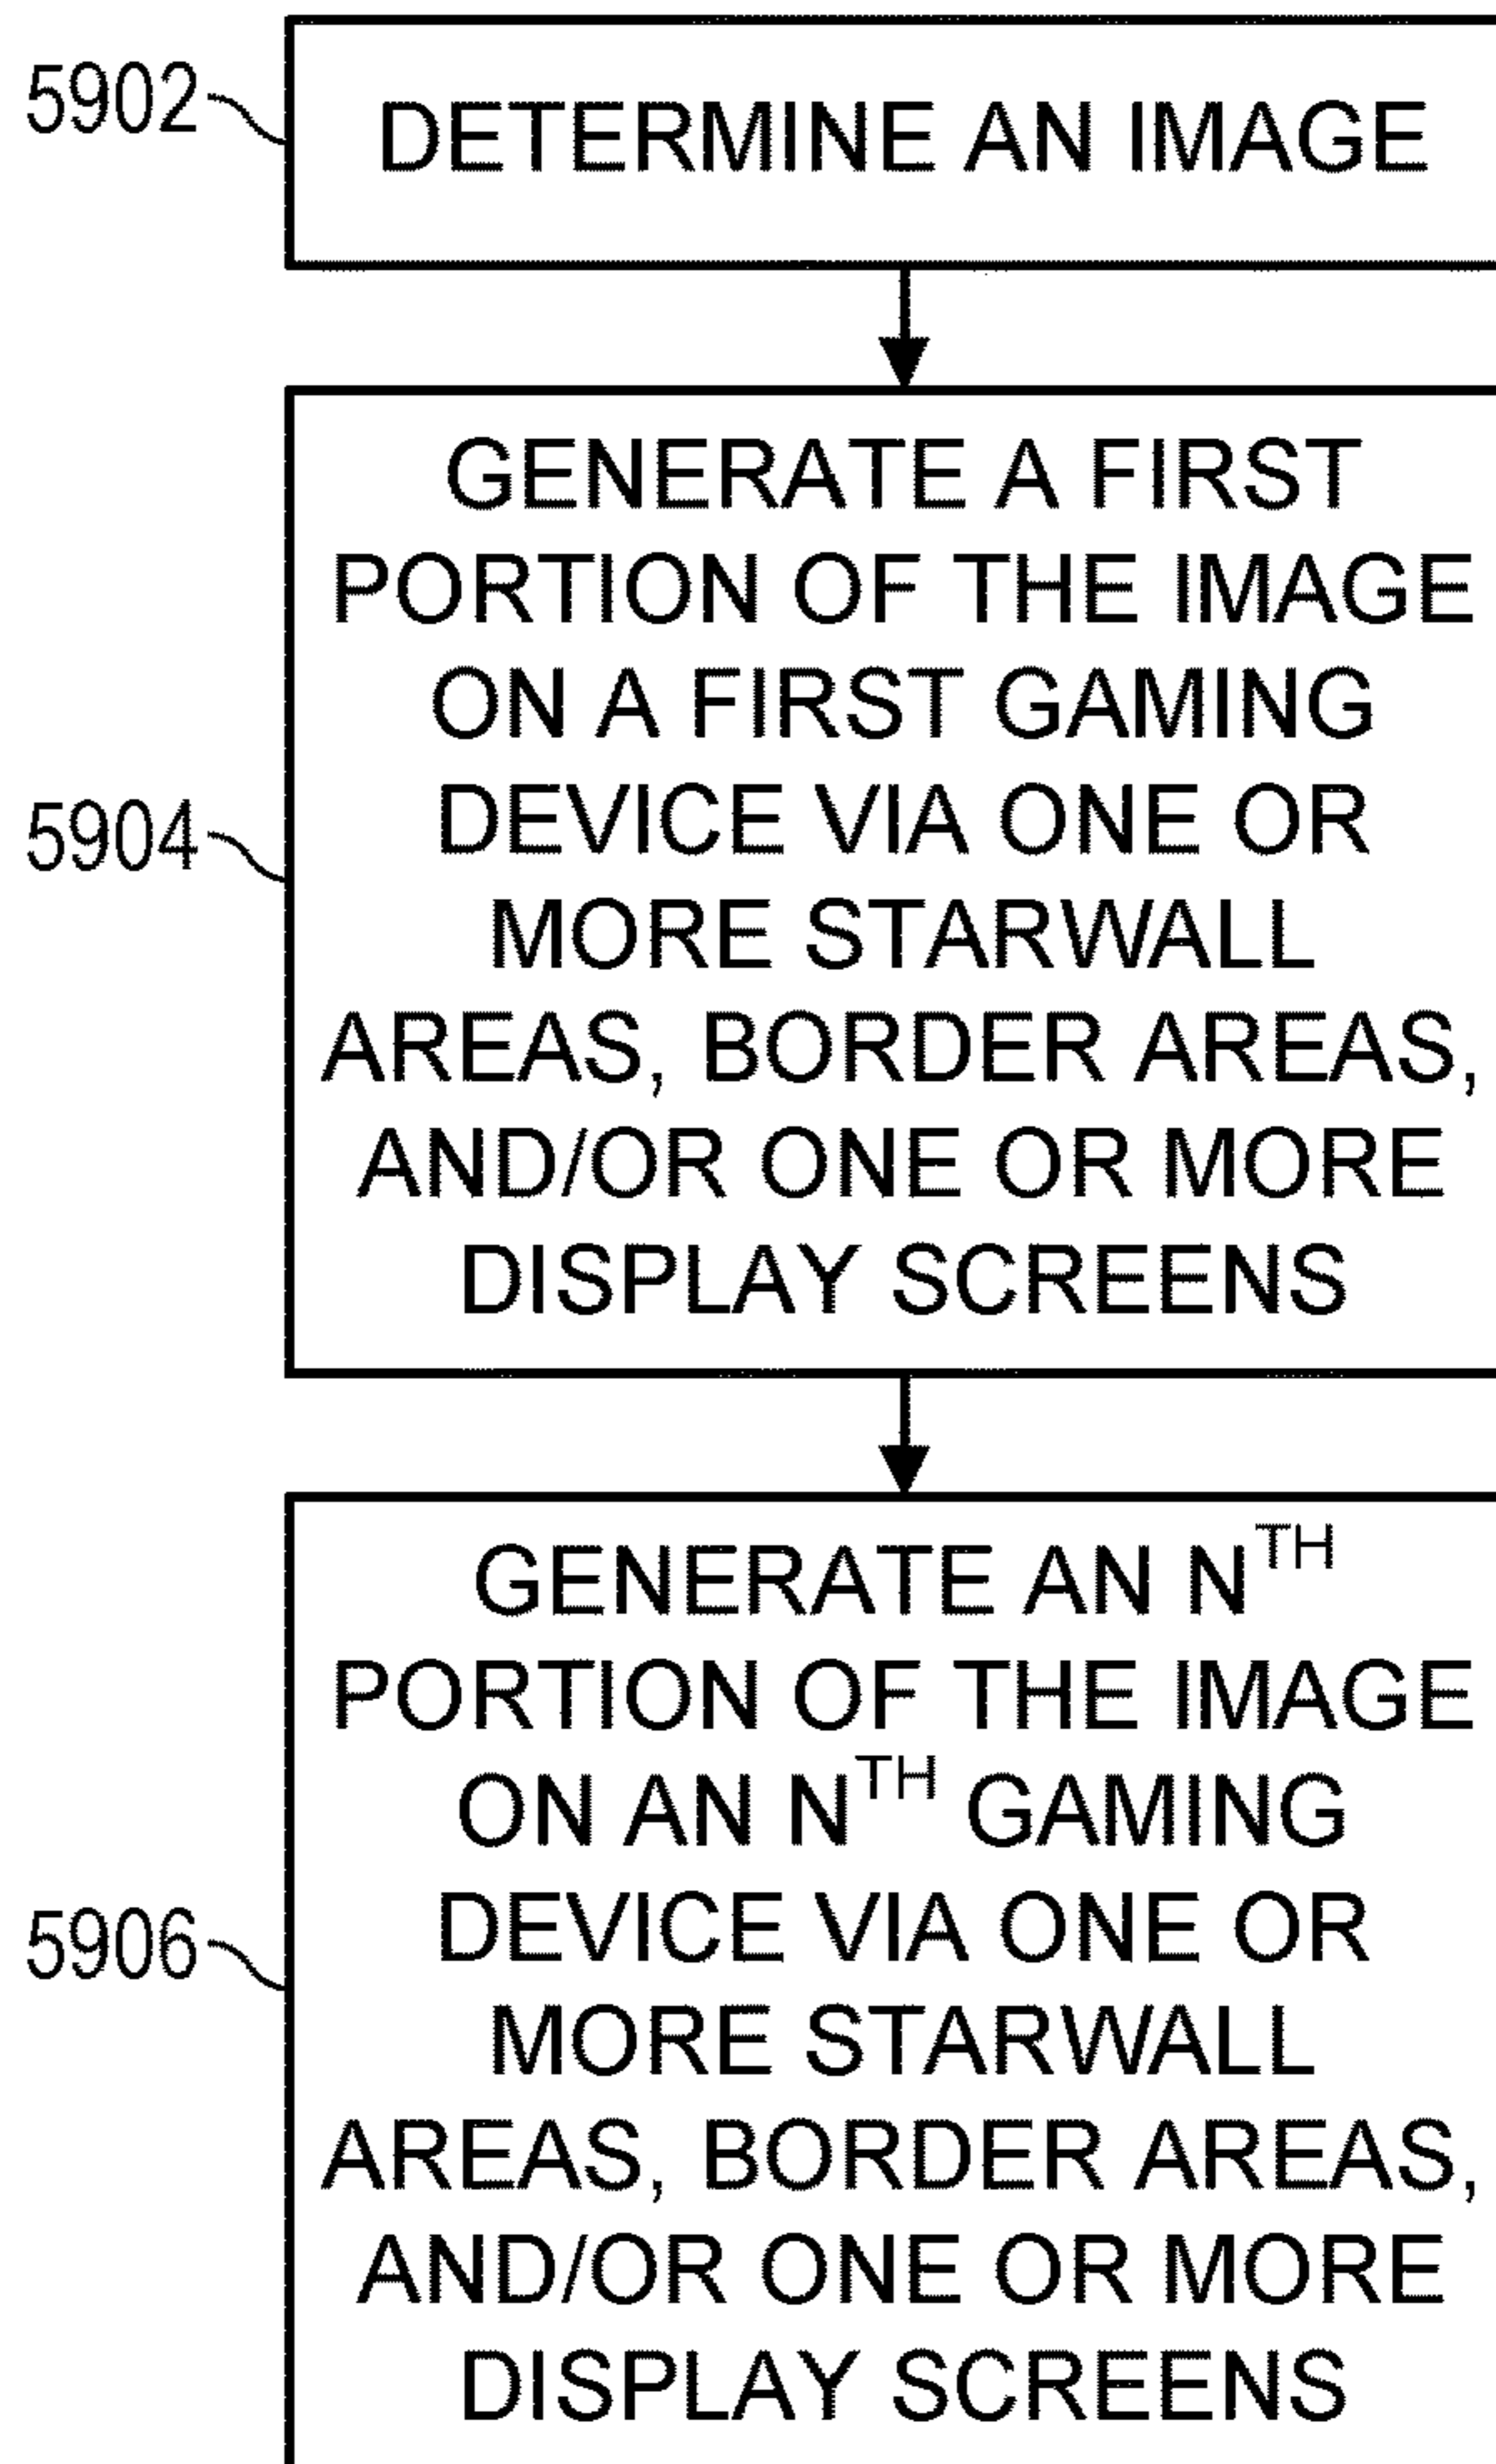 5902
DETERMINE AN IMAGE
5904
GENERATE A FIRST
PORTION OF THE IMAGE
ON A FIRST GAMING
DEVICE VIA ONE OR
MORE STARWALL
AREAS, BORDER AREAS,
AND/OR ONE OR MORE
DISPLAY SCREENS
5906
GENERATE AN N^TH
PORTION OF THE IMAGE
ON AN N^TH GAMING
DEVICE VIA ONE OR
MORE STARWALL
AREAS, BORDER AREAS,
AND/OR ONE OR MORE
DISPLAY SCREENS